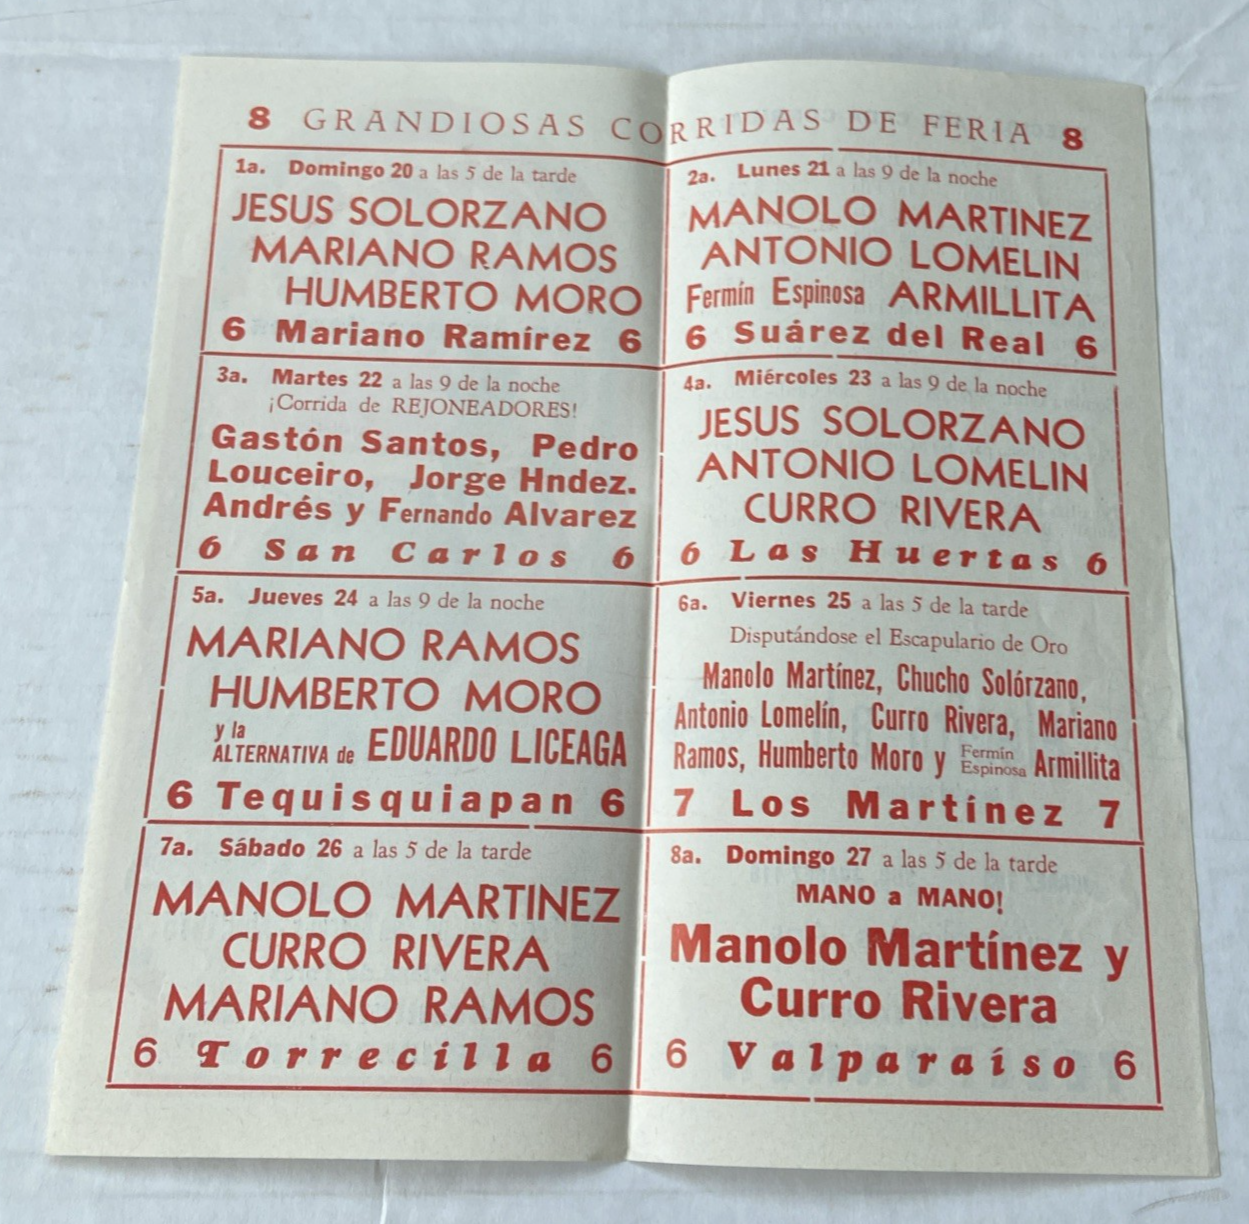 8 GRANDIOSAS CORRIDAS DE FERIA 8
1a. Domingo 20 a las 5 de la tarde
JESUS SOLORZANO
MARIANO RAMOS
HUMBERTO MORO
6 Mariano Ramírez 6
2a. Lunes 21 a las 9 de la noche
MANOLO MARTINEZ
ANTONIO LOMELIN
Fermín Espinosa ARMILLITA
6 Suárez del Real 6
3a. Martes 22 a las 9 de la noche
¡Corrida de REJONEADORES!
Gastón Santos, Pedro
Louceiro, Jorge Hndez.
Andrés y Fernando Alvarez
6 San Carlos 6
4a. Miércoles 23 a las 9 de la noche
JESUS SOLORZANO
ANTONIO LOMELIN
CURRO RIVERA
6 Las Huertas 6
5a. Jueves 24 a las 9 de la noche
MARIANO RAMOS
HUMBERTO MORO
y la
ALTERNATIVA de EDUARDO LICEAGA
6 Tequisquiapan 6
6a. Viernes 25 a las 5 de la tarde
Disputándose el Escapulario de Oro
Manolo Martínez, Chucho Solórzano,
Antonio Lomelín, Curro Rivera, Mariano
Ramos, Humberto Moro y Fermín Espinosa Armillita
7 Los Martínez 7
7a. Sábado 26 a las 5 de la tarde
MANOLO MARTINEZ
CURRO RIVERA
MARIANO RAMOS
6 Torrecilla 6
8a. Domingo 27 a las 5 de la tarde
MANO a MANO!
Manolo Martínez y
Curro Rivera
6 Valparaíso 6